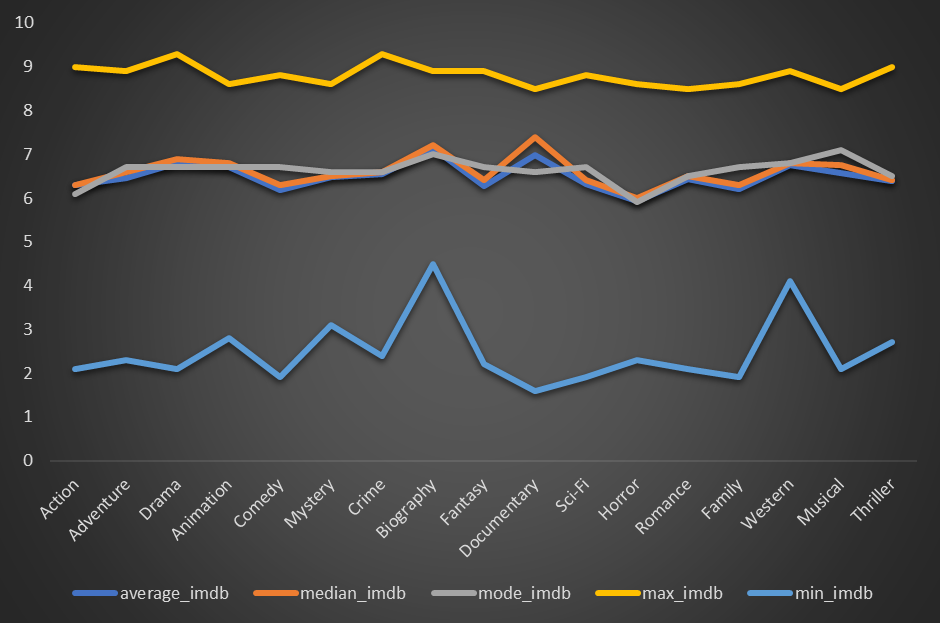 10
9
8
7
6
5
4
3
2
1
0
Action
Adventure
Drama
Animation
Comedy
Mystery
Crime
Biography
Fantasy
Documentary
Sci-Fi
Horror
Romance
Family
Western
Musical
Thriller
average_imdb median_imdb mode_imdb max_imdb min_imdb